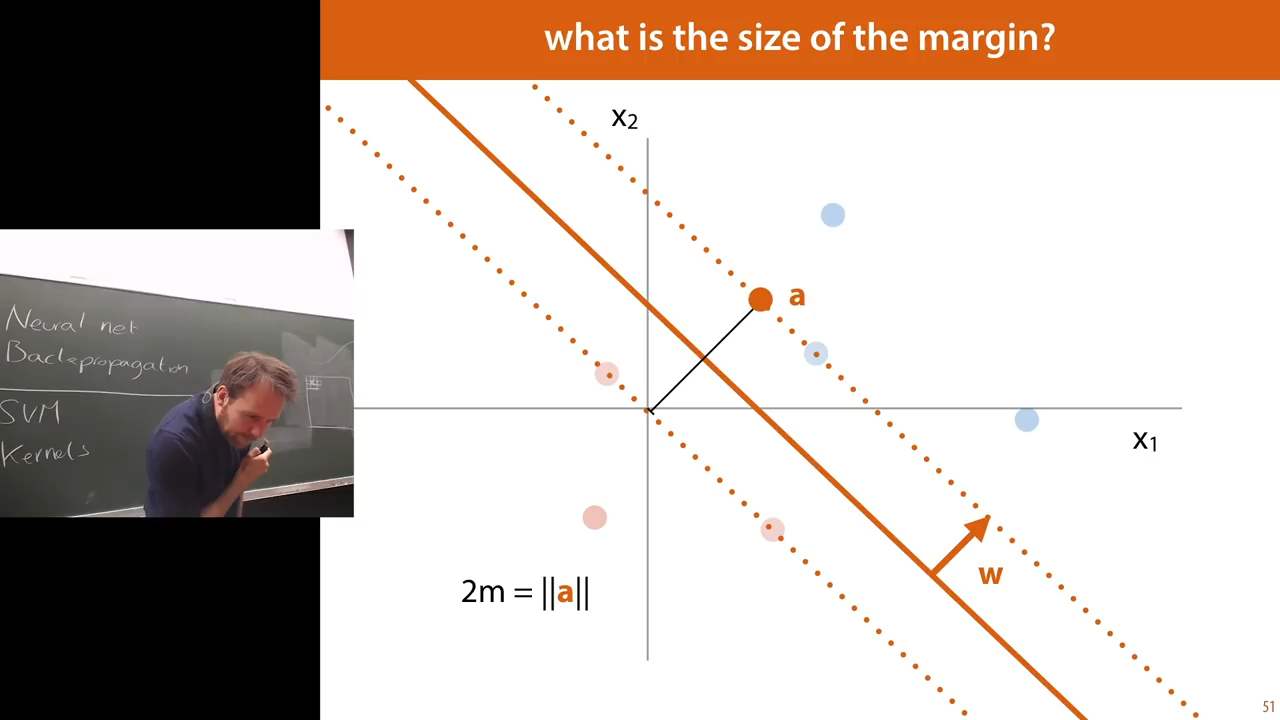 what is the size of the margin?
x₂
a
x₁
w
2m = ||a||
51
Neural net
Backpropagation
SVM
Kernels